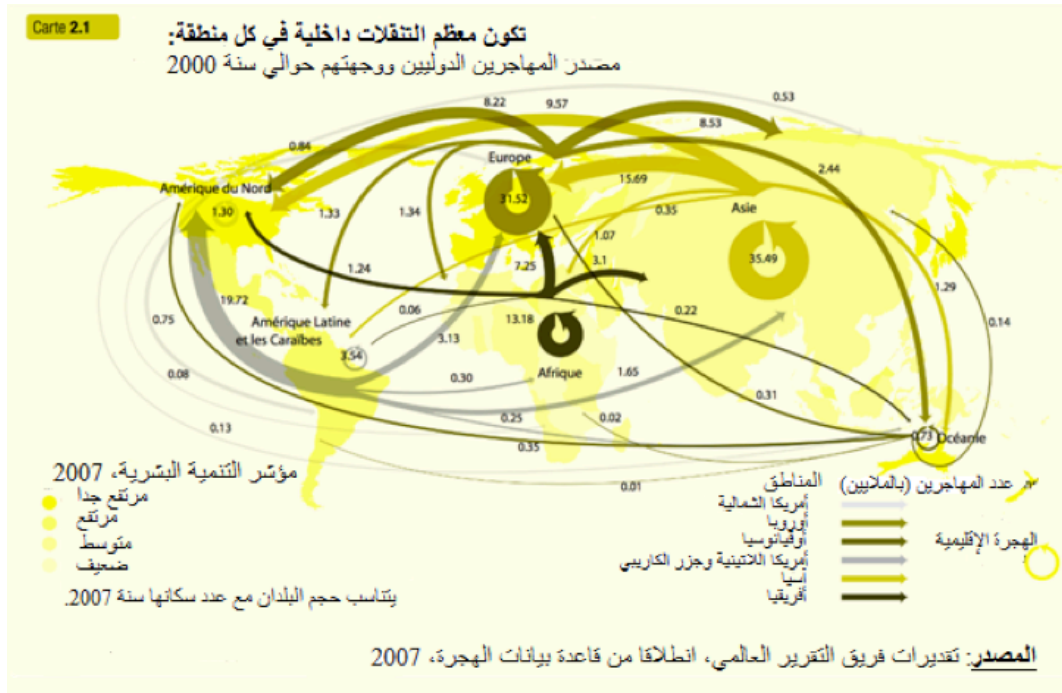 Carte 2.1
تكون معظم التنقلات داخلية في كل منطقة:
مصدر المهاجرين الدوليين ووجهتهم حوالي سنة 2000
0.53
8.22
9.57
8.53
0.84
Europe
2.44
15.69
Amérique du Nord
31.52
0.35
Asie
1.30
1.33
1.34
1.07
3.1
35.49
7.25
1.24
1.29
19.72
0.06
0.22
0.75
Amérique Latine
et les Caraïbes
13.18
0.14
3.13
3.54
Afrique
0.08
0.30
1.65
0.31
0.25
0.02
0.13
0.35
0.73
Océanie
0.01
مؤشر التنمية البشرية، 2007
مرتفع جدا
مرتفع
متوسط
ضعيف
يتناسب حجم البلدان مع عدد سكانها سنة 2007.
عدد المهاجرين (بالملايين)
المناطق
أمريكا الشمالية
أوروبا
أوقيانوسيا
أمريكا اللاتينية وجزر الكاريبي
آسيا
أفريقيا
الهجرة الإقليمية
المصدر: تقديرات فريق التقرير العالمي، انطلاقا من قاعدة بيانات الهجرة، 2007